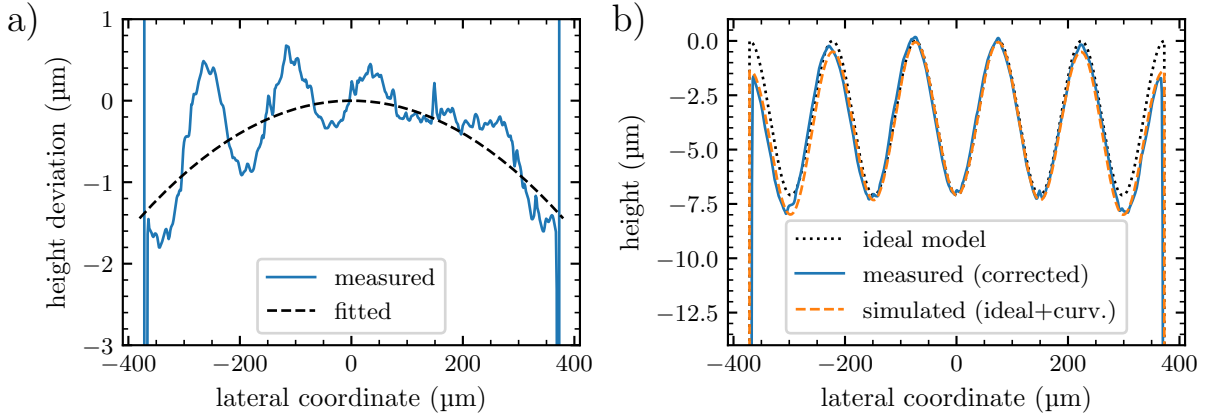 a)
height deviation (µm)
1
0
−1
−2
−3
measured
fitted
−400
−200
0
200
400
lateral coordinate (µm)
b)
height (µm)
0.0
−2.5
−5.0
−7.5
−10.0
−12.5
ideal model
measured (corrected)
simulated (ideal+curv.)
−400
−200
0
200
400
lateral coordinate (µm)